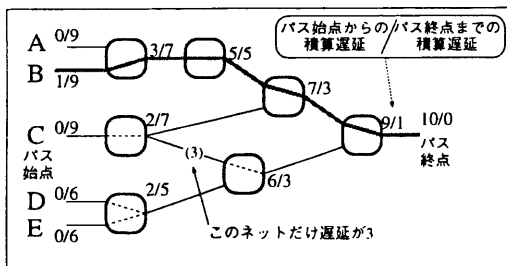 パス始点からの
積算遅延
/
パス終点までの
積算遅延
A 0/9
3/7
5/5
B 1/9
7/3
C 0/9
2/7
9/1
10/0
パス
始点
パス
終点
(3)
6/3
D 0/6
2/5
E 0/6
このネットだけ遅延が3